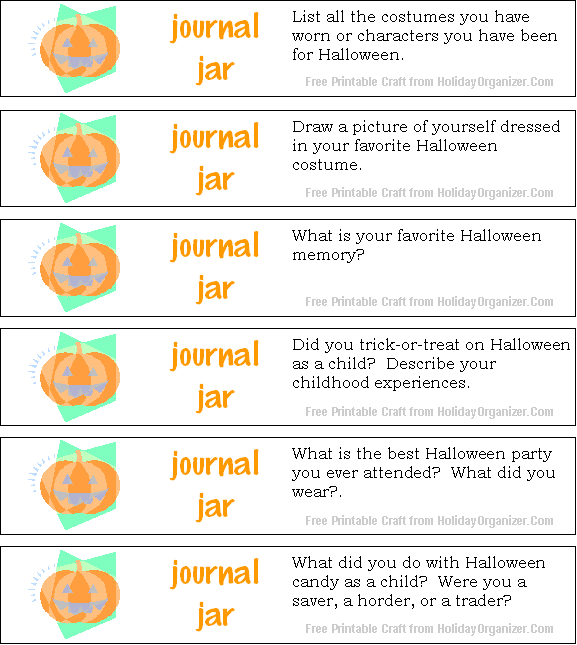 journal
jar
List all the costumes you have
worn or characters you have been
for Halloween.
Free Printable Craft from HolidayOrganizer.Com
journal
jar
Draw a picture of yourself dressed
in your favorite Halloween
costume.
Free Printable Craft from HolidayOrganizer.Com
journal
jar
What is your favorite Halloween
memory?
Free Printable Craft from HolidayOrganizer.Com
journal
jar
Did you trick-or-treat on Halloween
as a child?  Describe your
childhood experiences.
Free Printable Craft from HolidayOrganizer.Com
journal
jar
What is the best Halloween party
you ever attended?  What did you
wear?.
Free Printable Craft from HolidayOrganizer.Com
journal
jar
What did you do with Halloween
candy as a child?  Were you a
saver, a horder, or a trader?
Free Printable Craft from HolidayOrganizer.Com